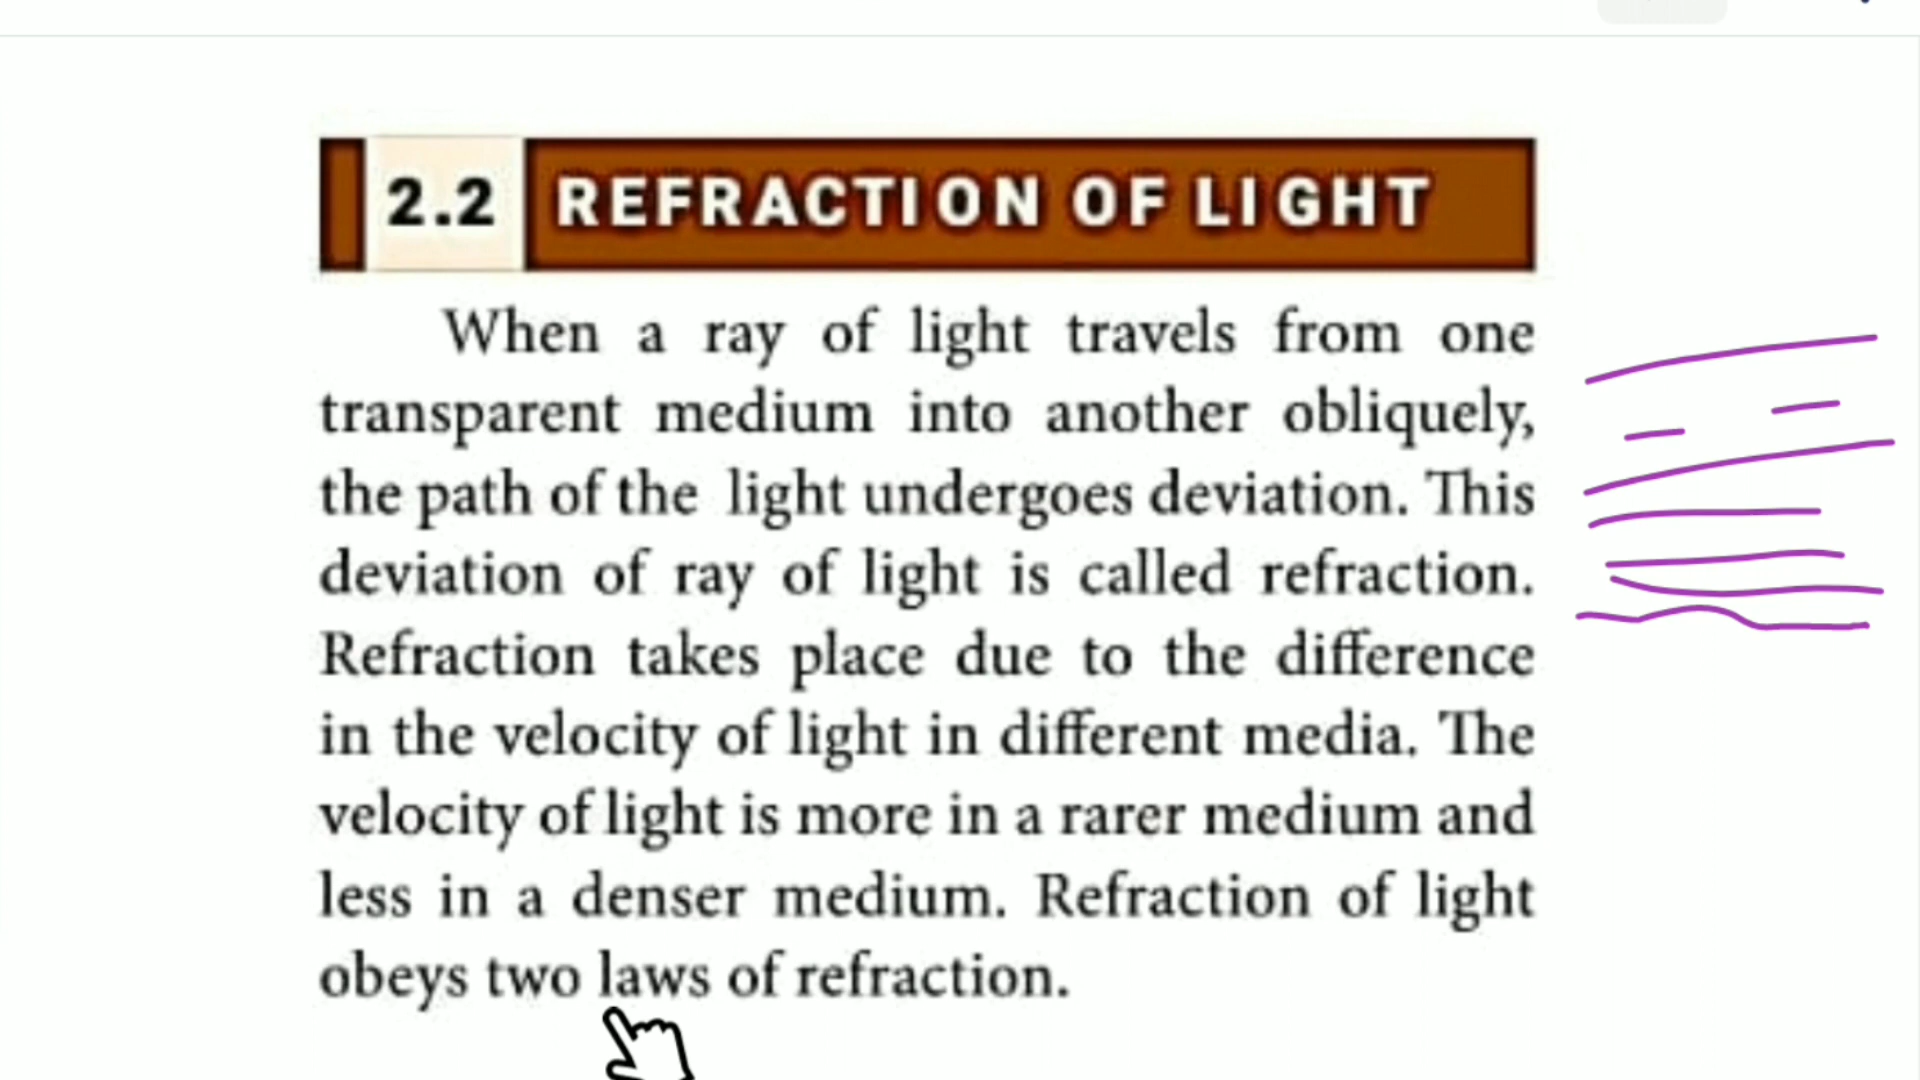 2.2 REFRACTION OF LIGHT
When a ray of light travels from one
transparent medium into another obliquely,
the path of the light undergoes deviation. This
deviation of ray of light is called refraction.
Refraction takes place due to the difference
in the velocity of light in different media. The
velocity of light is more in a rarer medium and
less in a denser medium. Refraction of light
obeys two laws of refraction.